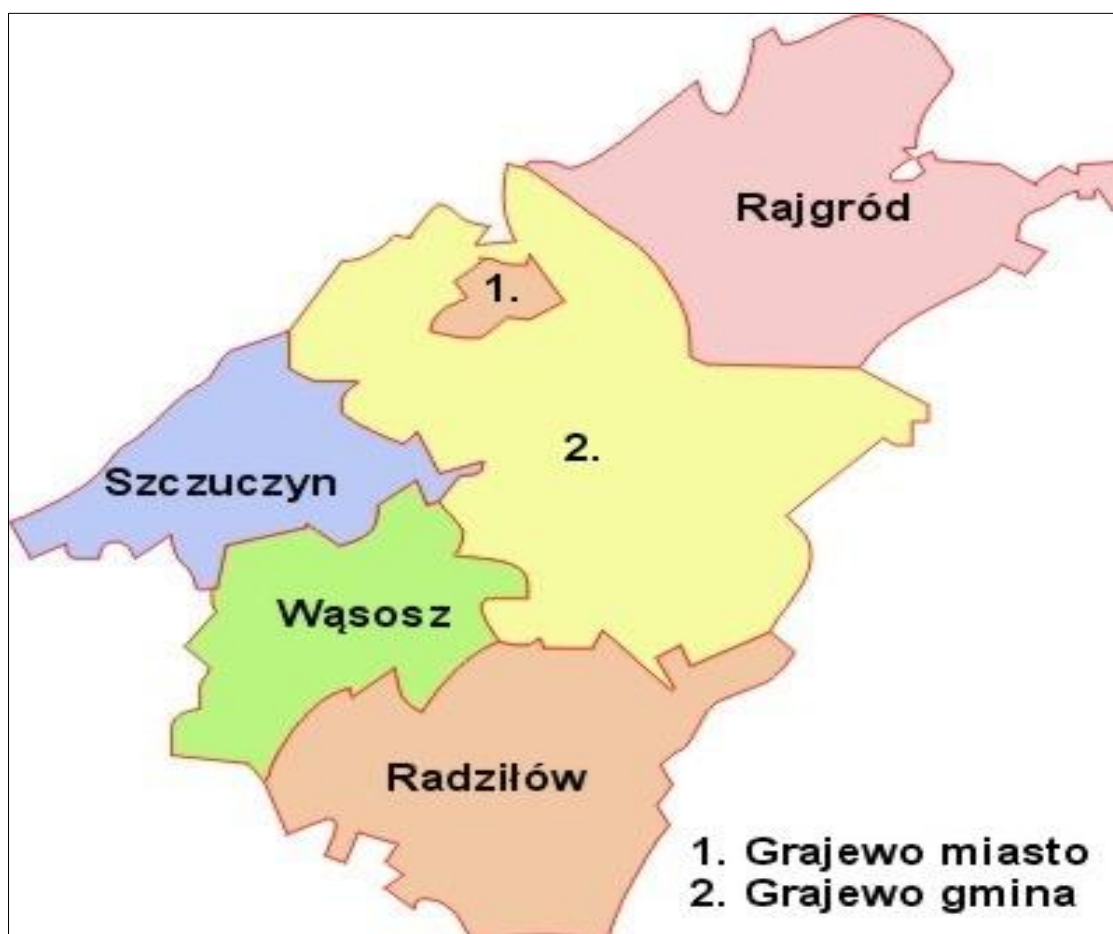 Rajgród
1.
2.
Szczuczyn
Wąsosz
Radziłów
1. Grajewo miasto
2. Grajewo gmina